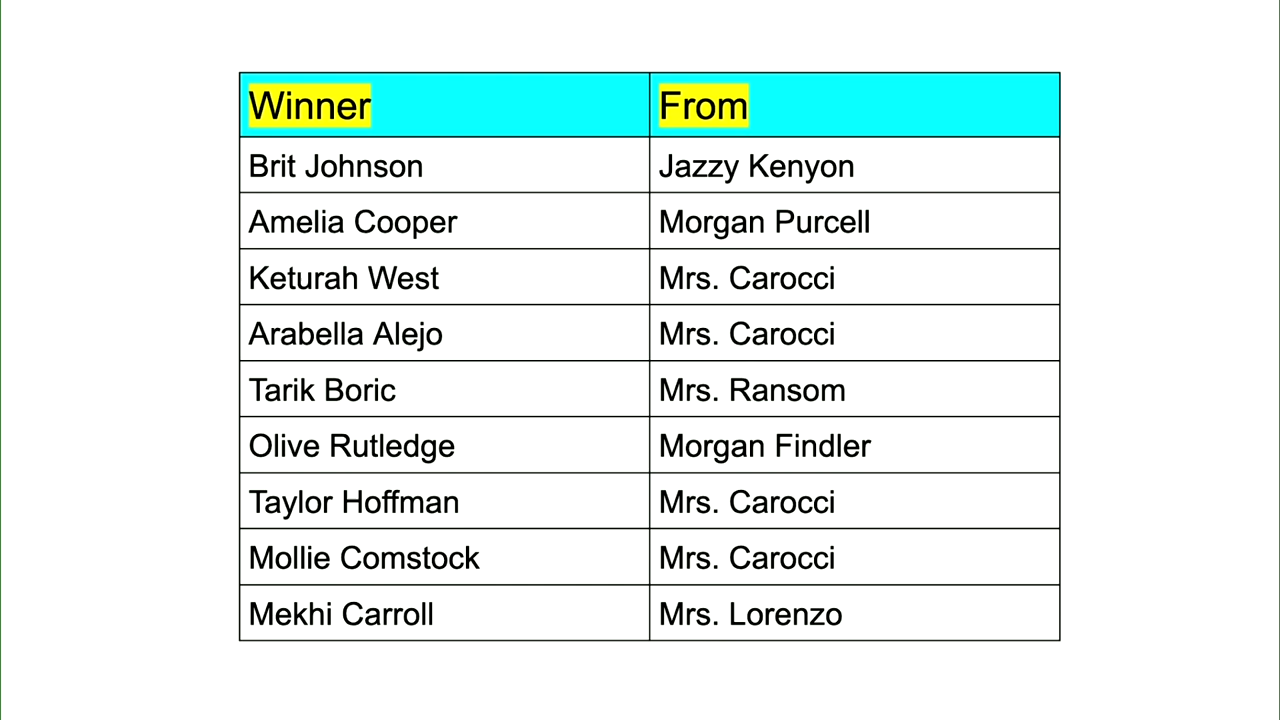 Winner From
Brit Johnson Jazzy Kenyon
Amelia Cooper Morgan Purcell
Keturah West Mrs. Carocci
Arabella Alejo Mrs. Carocci
Tarik Boric Mrs. Ransom
Olive Rutledge Morgan Findler
Taylor Hoffman Mrs. Carocci
Mollie Comstock Mrs. Carocci
Mekhi Carroll Mrs. Lorenzo